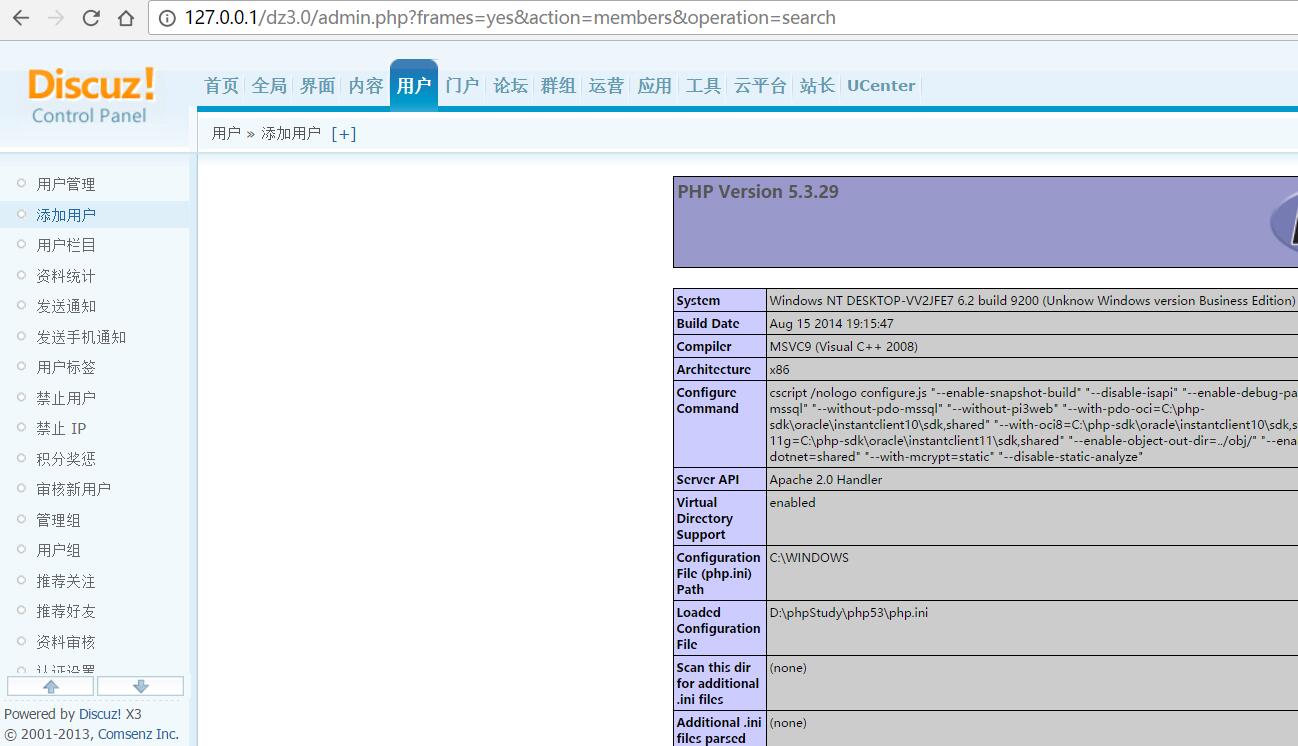 127.0.0.1/dz3.0/admin.php?frames=yes&action=members&operation=search
Discuz!
Control Panel
首页 全局 界面 内容 用户 门户 论坛 群组 运营 应用 工具 云平台 站长 UCenter
用户 » 添加用户 [+]
用户管理
添加用户
用户栏目
资料统计
发送通知
发送手机通知
用户标签
禁止用户
禁止 IP
积分奖惩
审核新用户
管理组
用户组
推荐关注
推荐好友
资料审核
认证设置
Powered by Discuz! X3
© 2001-2013, Comsenz Inc.
PHP Version 5.3.29
System
Windows NT DESKTOP-VV2JFE7 6.2 build 9200 (Unknow Windows version Business Edition)
Build Date
Aug 15 2014 19:15:47
Compiler
MSVC9 (Visual C++ 2008)
Architecture
x86
Configure
Command
cscript /nologo configure.js "--enable-snapshot-build" "--disable-isapi" "--enable-debug-pa
mssql" "--without-pdo-mssql" "--without-pi3web" "--with-pdo-oci=C:\php-
sdk\oracle\instantclient10\sdk,shared" "--with-oci8=C:\php-sdk\oracle\instantclient10\sdk,s
11g=C:\php-sdk\oracle\instantclient11\sdk,shared" "--enable-object-out-dir=../obj/" "--ena
dotnet=shared" "--with-mcrypt=static" "--disable-static-analyze"
Server API
Apache 2.0 Handler
Virtual
Directory
Support
enabled
Configuration
File (php.ini)
Path
C:\WINDOWS
Loaded
Configuration
File
D:\phpStudy\php53\php.ini
Scan this dir
for additional
.ini files
(none)
Additional .ini
files parsed
(none)